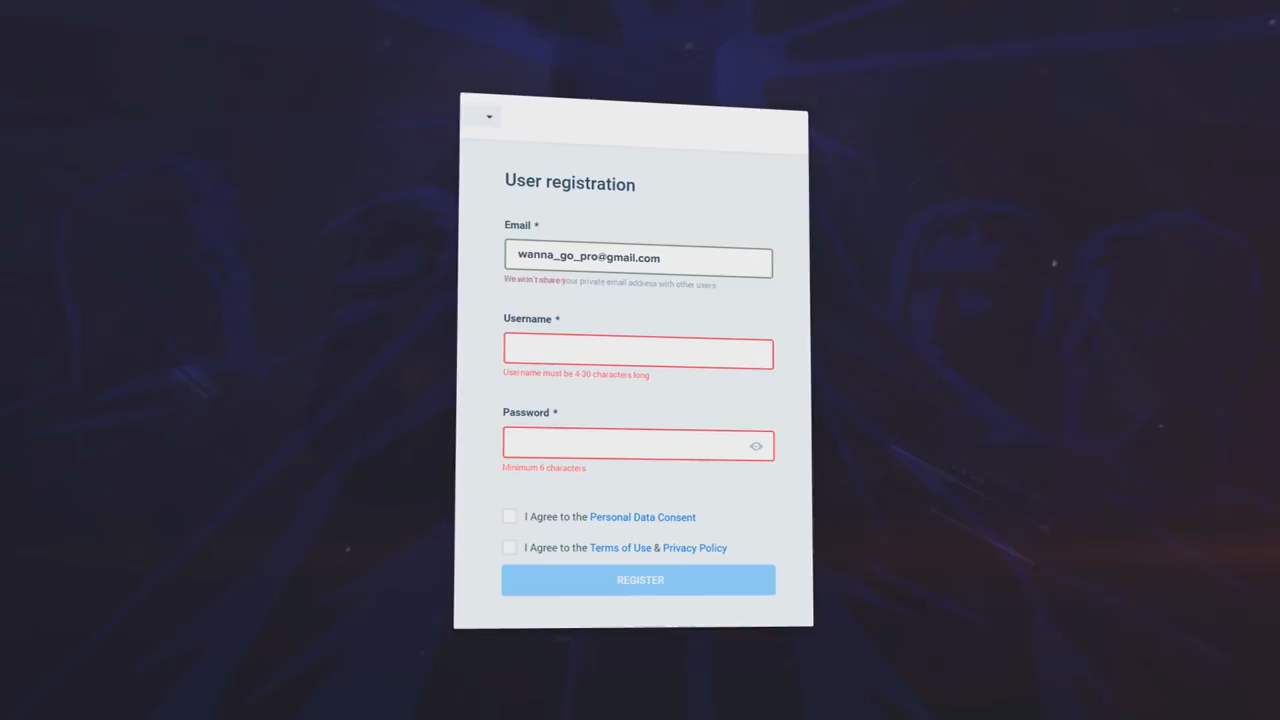 User registration
Email *
wanna_go_pro@gmail.com
We won't share your private email address with other users
Username *
Username must be 4-30 characters long
Password *
Minimum 6 characters
I Agree to the Personal Data Consent
I Agree to the Terms of Use & Privacy Policy
REGISTER